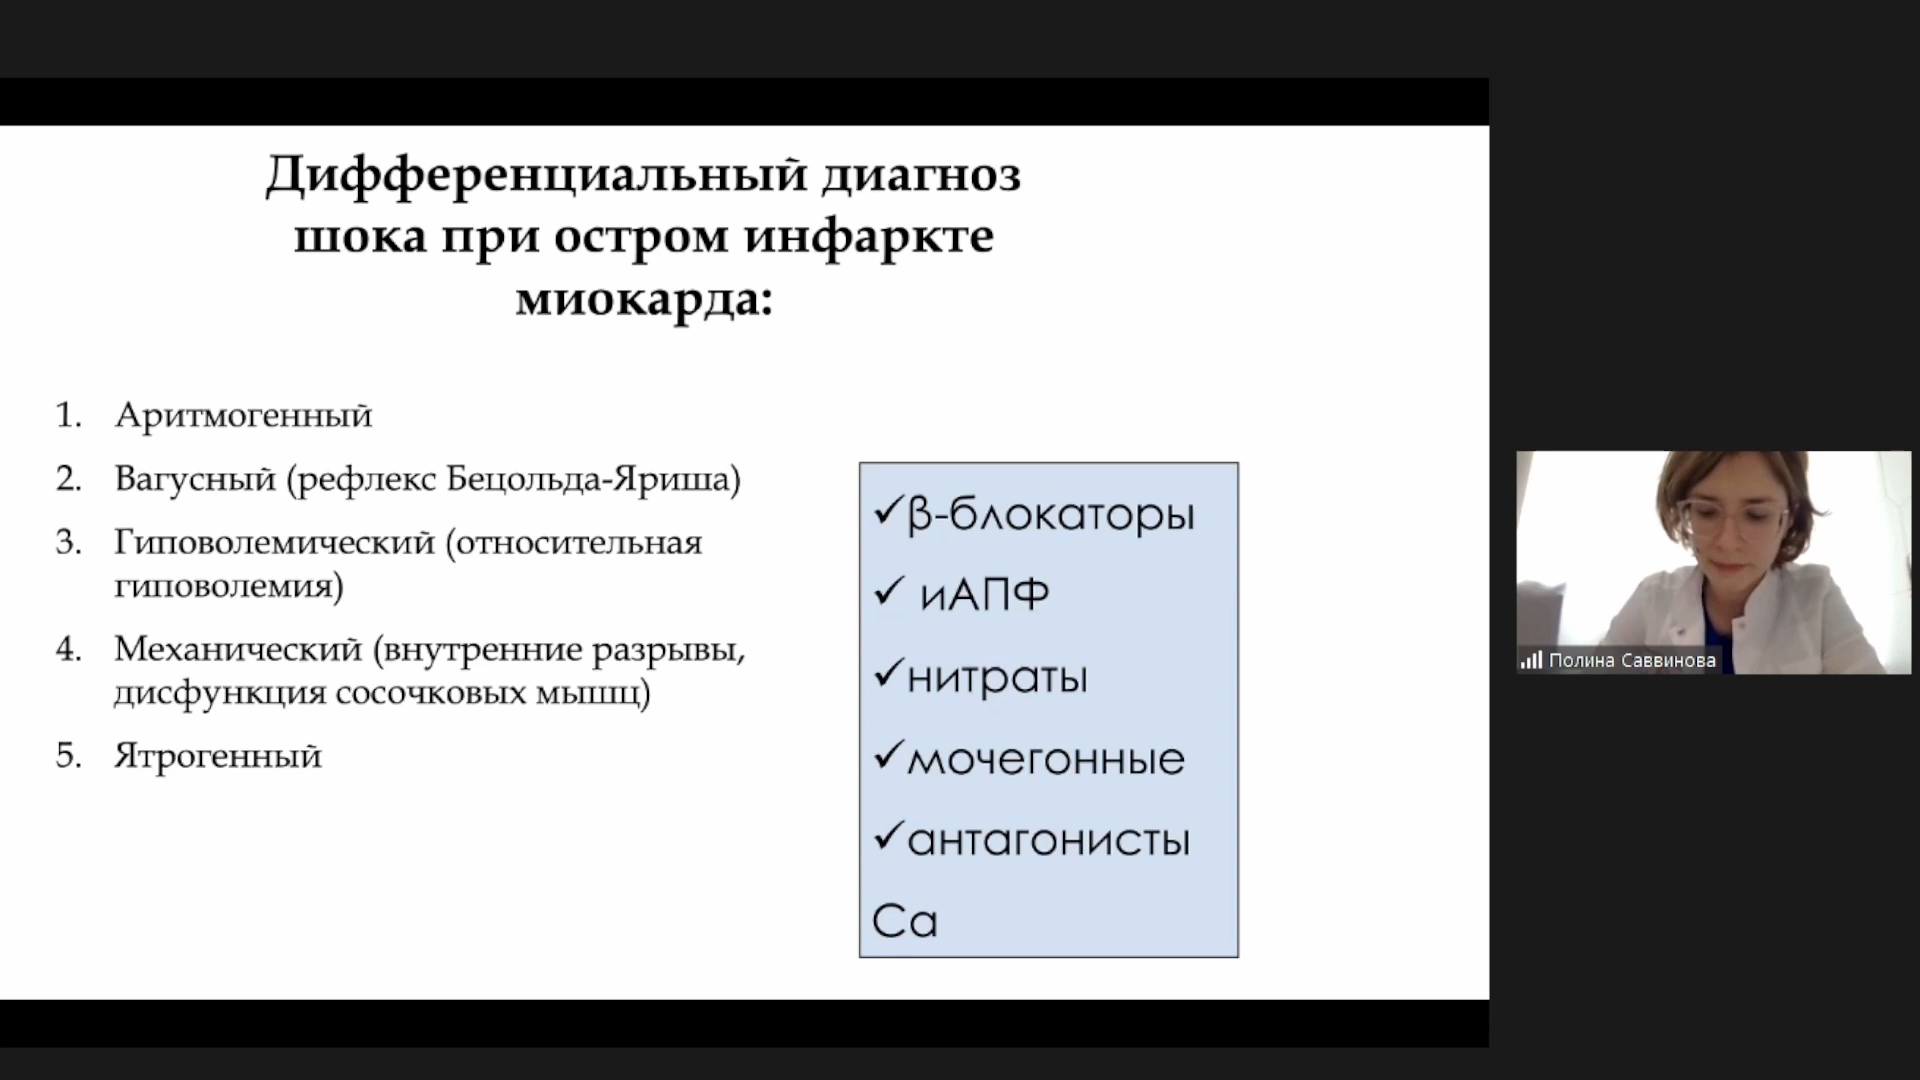 Дифференциальный диагноз
шока при остром инфаркте
миокарда:
1. Аритмогенный
2. Вагусный (рефлекс Бецольда-Яриша)
3. Гиповолемический (относительная
гиповолемия)
4. Механический (внутренние разрывы,
дисфункция сосочковых мышц)
5. Ятрогенный
✓β-блокаторы
✓ иАПФ
✓нитраты
✓мочегонные
✓антагонисты
Ca
Полина Саввинова